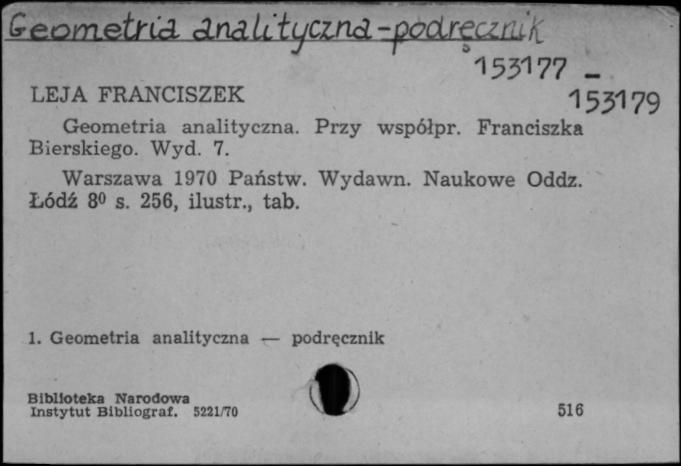 Geometria analityczna-podręcznik
153177 -
153179
LEJA FRANCISZEK
Geometria analityczna. Przy współpr. Franciszka
Bierskiego. Wyd. 7.
Warszawa 1970 Państw. Wydawn. Naukowe Oddz.
Łódź 8⁰ s. 256, ilustr., tab.
1. Geometria analityczna — podręcznik
Biblioteka Narodowa
Instytut Bibliograf. 5221/70
516